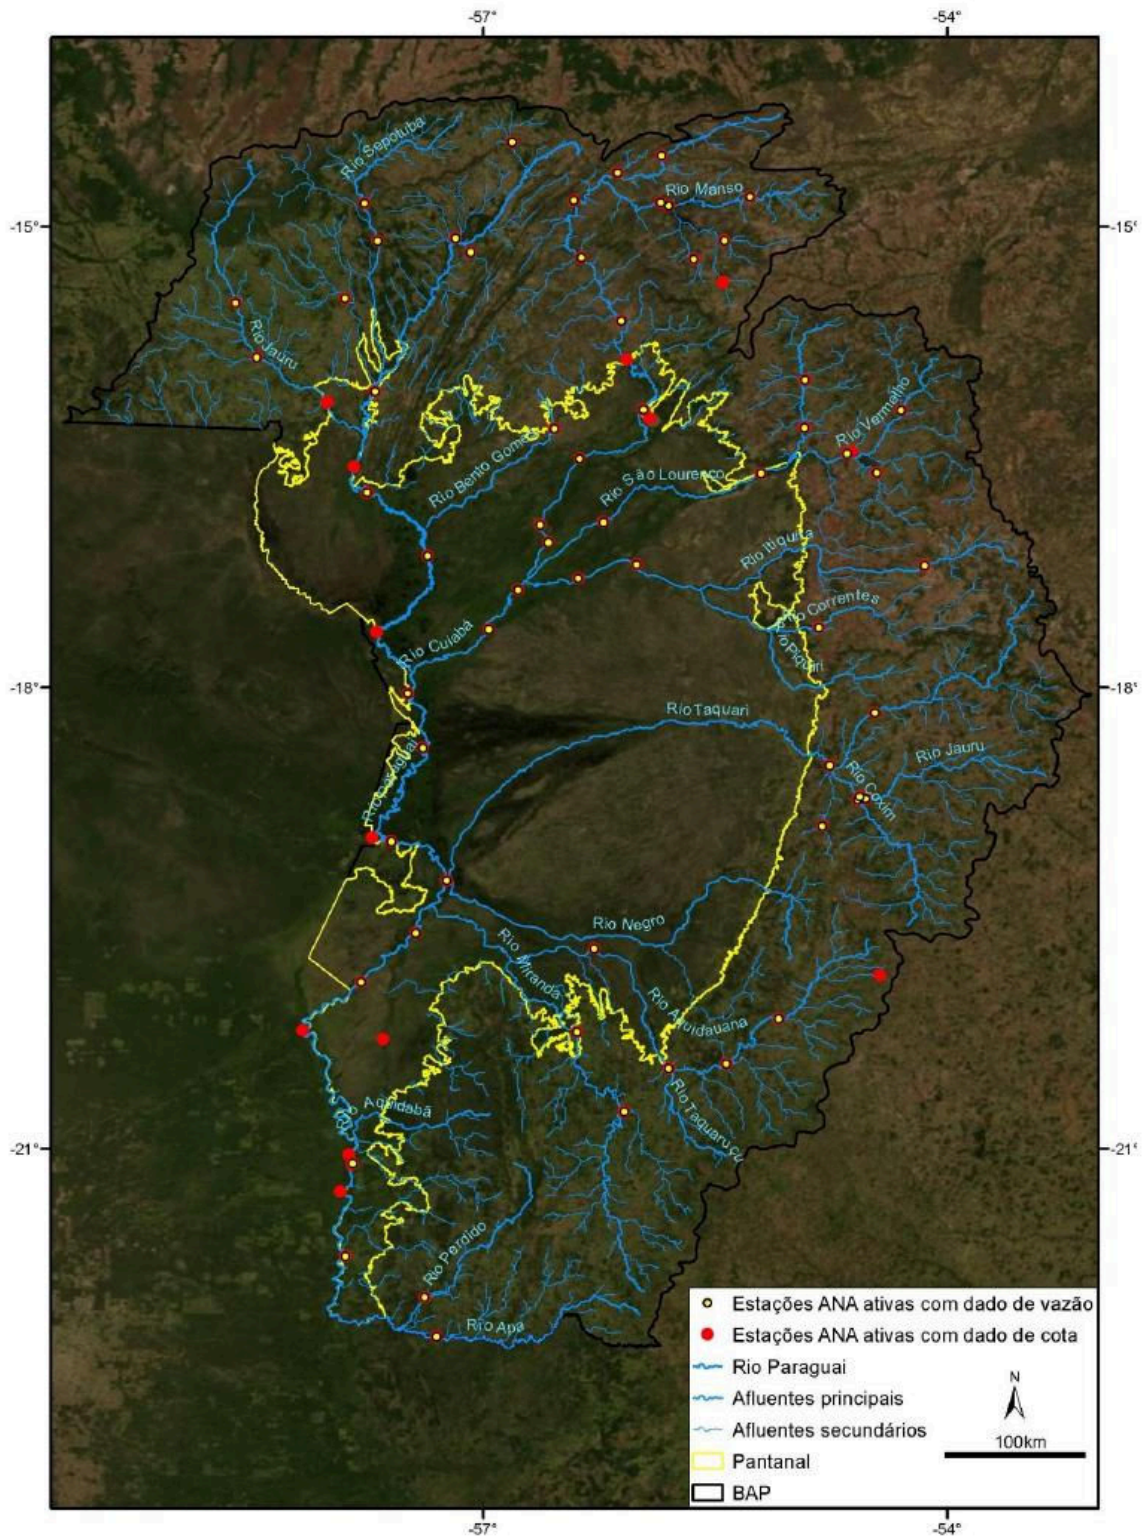 -57°
-54°
Rio Sepotuba
Rio Manso
-15°
-15°
Rio Jauru
Rio Vermelho
Rio Bento Gomes
Rio São Lourenço
Rio Itiquira
Rio Correntes
Rio Cuiabá
Rio Piquiri
-18°
-18°
Rio Taquari
Rio Paraguai
Rio Jauru
Rio Coxim
Rio Negro
Rio Miranda
Rio Aquidauana
Rio Aquidabã
Rio Taquaruçu
-21°
-21°
Rio Perdido
Rio Apa
Estações ANA ativas com dado de vazão
Estações ANA ativas com dado de cota
Rio Paraguai
Afluentes principais
Afluentes secundários
Pantanal
BAP
N
100km
-57°
-54°